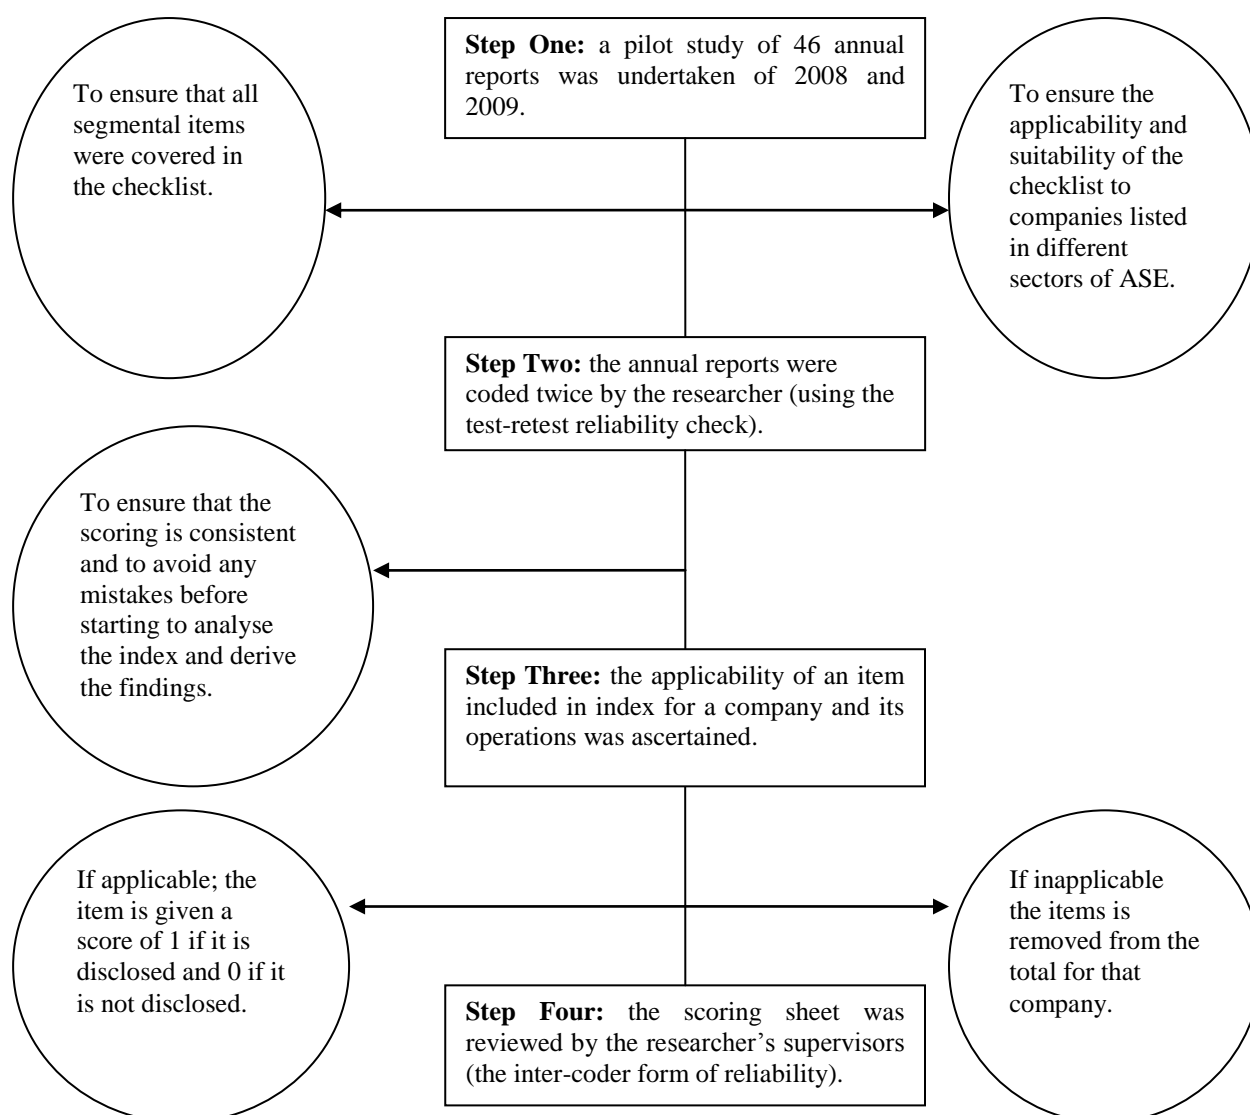 Step One: a pilot study of 46 annual
reports was undertaken of 2008 and
2009.
To ensure that all
segmental items
were covered in
the checklist.
To ensure the
applicability and
suitability of the
checklist to
companies listed
in different
sectors of ASE.
Step Two: the annual reports were
coded twice by the researcher (using the
test-retest reliability check).
To ensure that the
scoring is consistent
and to avoid any
mistakes before
starting to analyse
the index and derive
the findings.
Step Three: the applicability of an item
included in index for a company and its
operations was ascertained.
If applicable; the
item is given a
score of 1 if it is
disclosed and 0 if it
is not disclosed.
If inapplicable
the items is
removed from the
total for that
company.
Step Four: the scoring sheet was
reviewed by the researcher’s supervisors
(the inter-coder form of reliability).